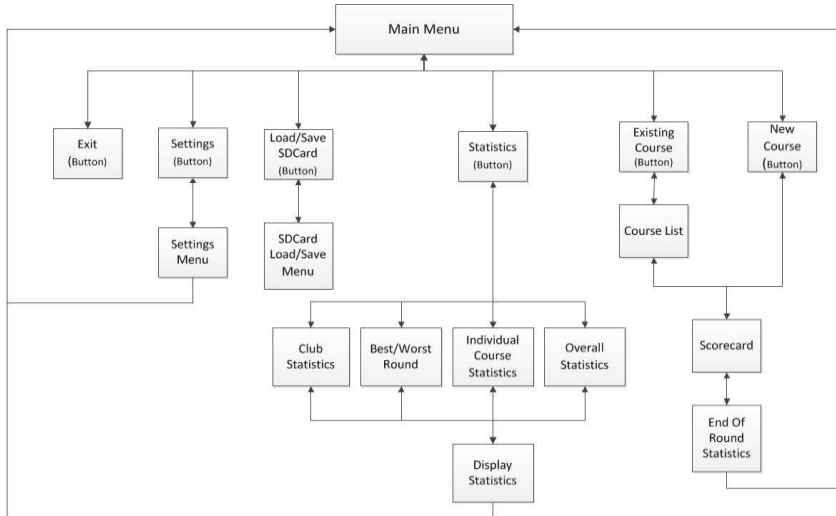 Main Menu
Exit
(Button)
Settings
(Button)
Load/Save
SDCard
(Button)
Statistics
(Button)
Existing
Course
(Button)
New
Course
(Button)
Settings
Menu
SDCard
Load/Save
Menu
Course List
Club
Statistics
Best/Worst
Round
Individual
Course
Statistics
Overall
Statistics
Scorecard
End Of
Round
Statistics
Display
Statistics